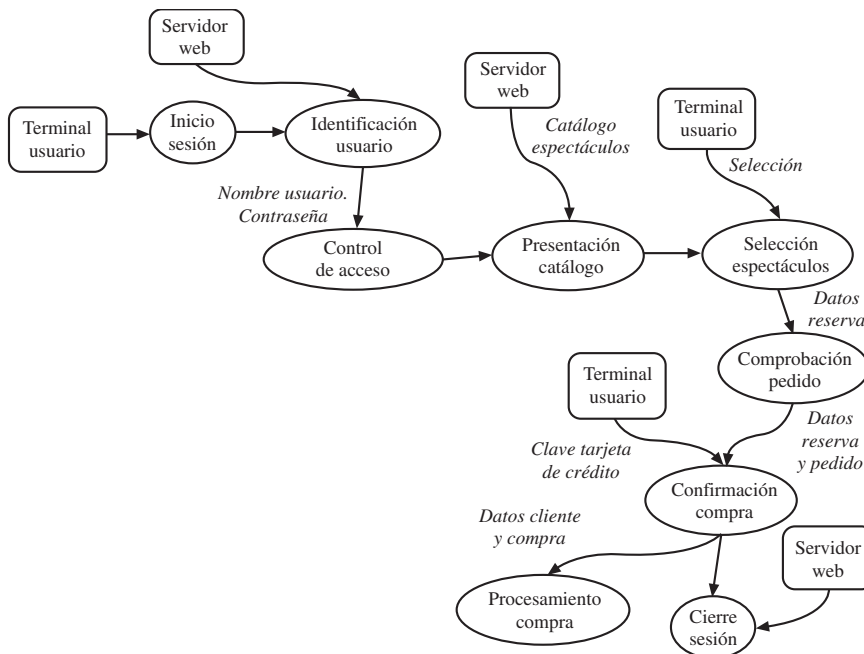 Servidor
web
Terminal
usuario
Inicio
sesión
Identificación
usuario
Servidor
web
Terminal
usuario
Catálogo
espectáculos
Selección
Nombre usuario.
Contraseña
Control
de acceso
Presentación
catálogo
Selección
espectáculos
Datos
reserva
Comprobación
pedido
Terminal
usuario
Datos
reserva
y pedido
Clave tarjeta
de crédito
Confirmación
compra
Datos cliente
y compra
Servidor
web
Procesamiento
compra
Cierre
sesión